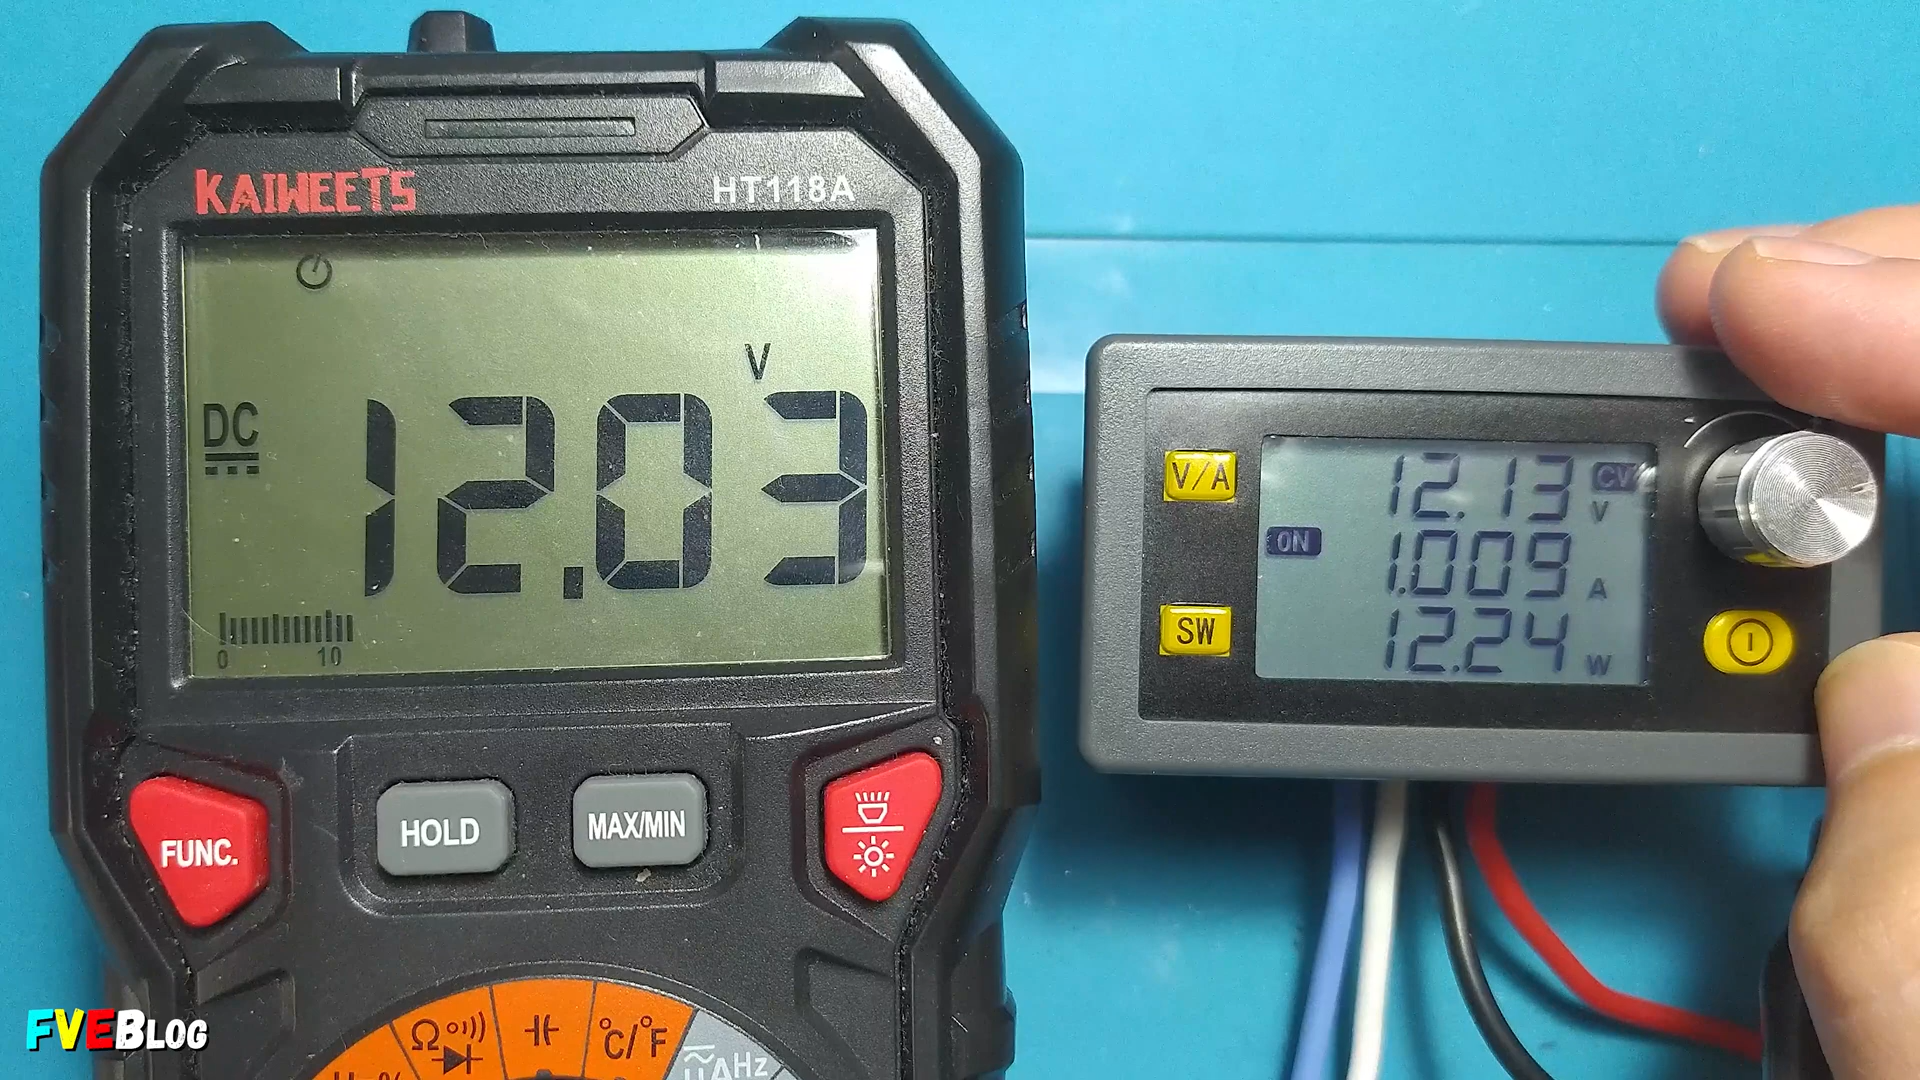 KAIWEETS HT118A
V
DC
12.03
0 10
FUNC.
HOLD
MAX/MIN
Ω
°C/°F
Hz
V/A
SW
ON
12.13 V
CV
1.009 A
12.24 W
FVEBLOG